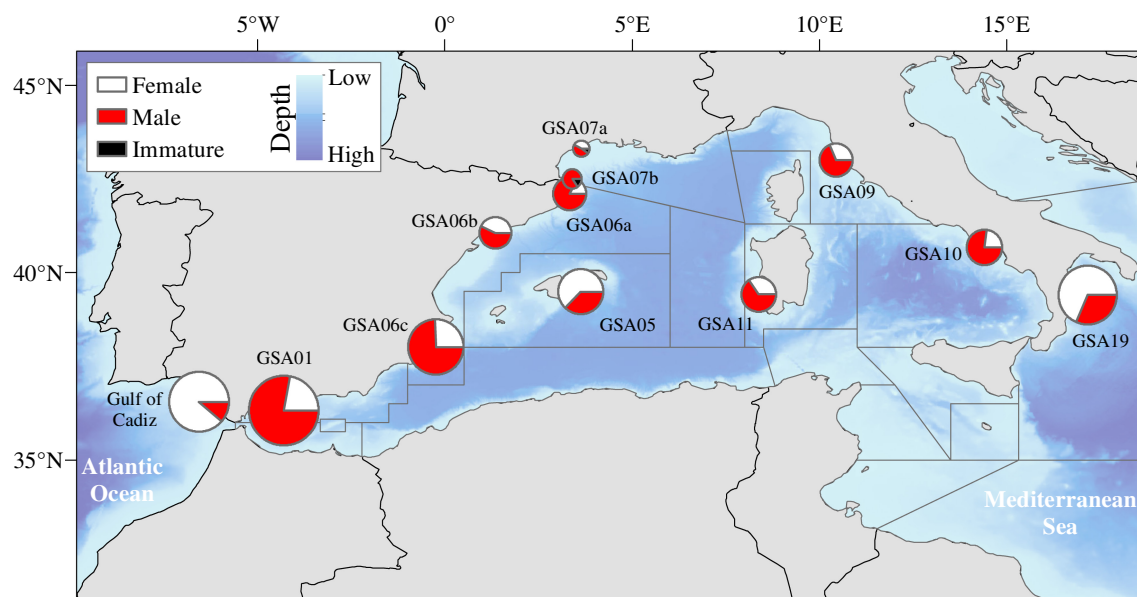 5°W
0°
5°E
10°E
15°E
45°N
40°N
35°N
Female
Male
Immature
Depth
Low
High
GSA07a
GSA07b
GSA06a
GSA06b
GSA09
GSA10
GSA05
GSA11
GSA06c
GSA19
GSA01
Gulf of
Cadiz
Atlantic
Ocean
Mediterranean
Sea